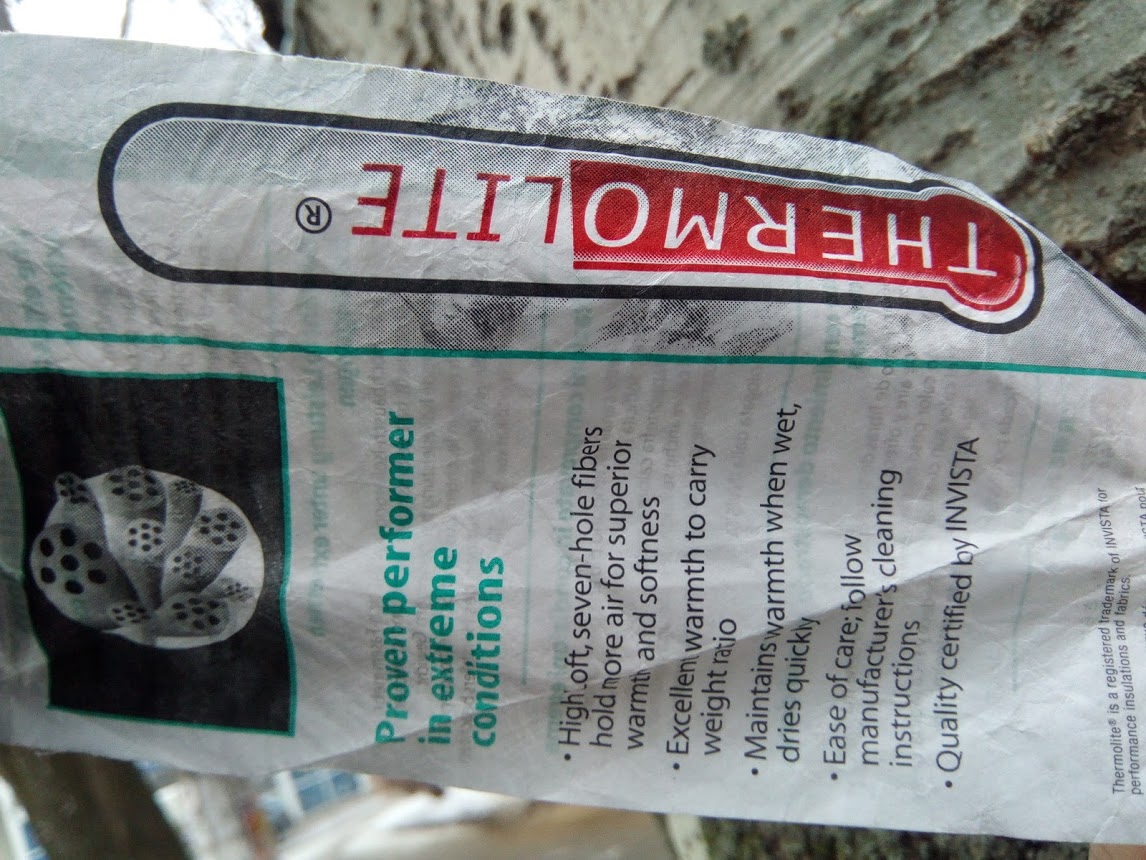 THERMOLITE®
Proven performer
in extreme
conditions
• High loft, seven-hole fibers
hold more air for superior
warmth and softness
• Excellent warmth to carry
weight ratio
• Maintains warmth when wet,
dries quickly
• Ease of care; follow
manufacturer's cleaning
instructions
• Quality certified by INVISTA
Thermolite® is a registered trademark of INVISTA for
performance insulations and fabrics.